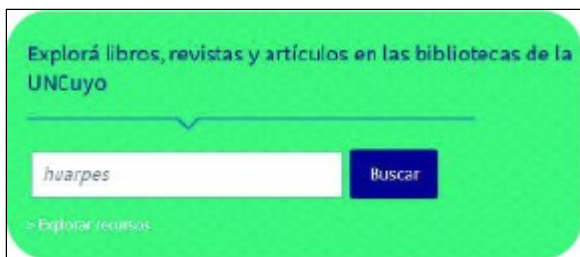 Explorá libros, revistas y artículos en las bibliotecas de la
UNCuyo
huarpes
Buscar
> Explorar recursos